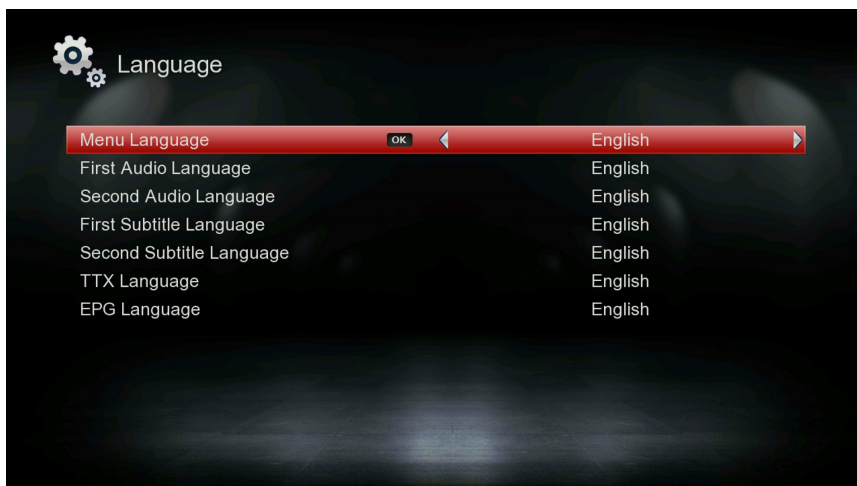 Language
Menu Language OK English
First Audio Language English
Second Audio Language English
First Subtitle Language English
Second Subtitle Language English
TTX Language English
EPG Language English